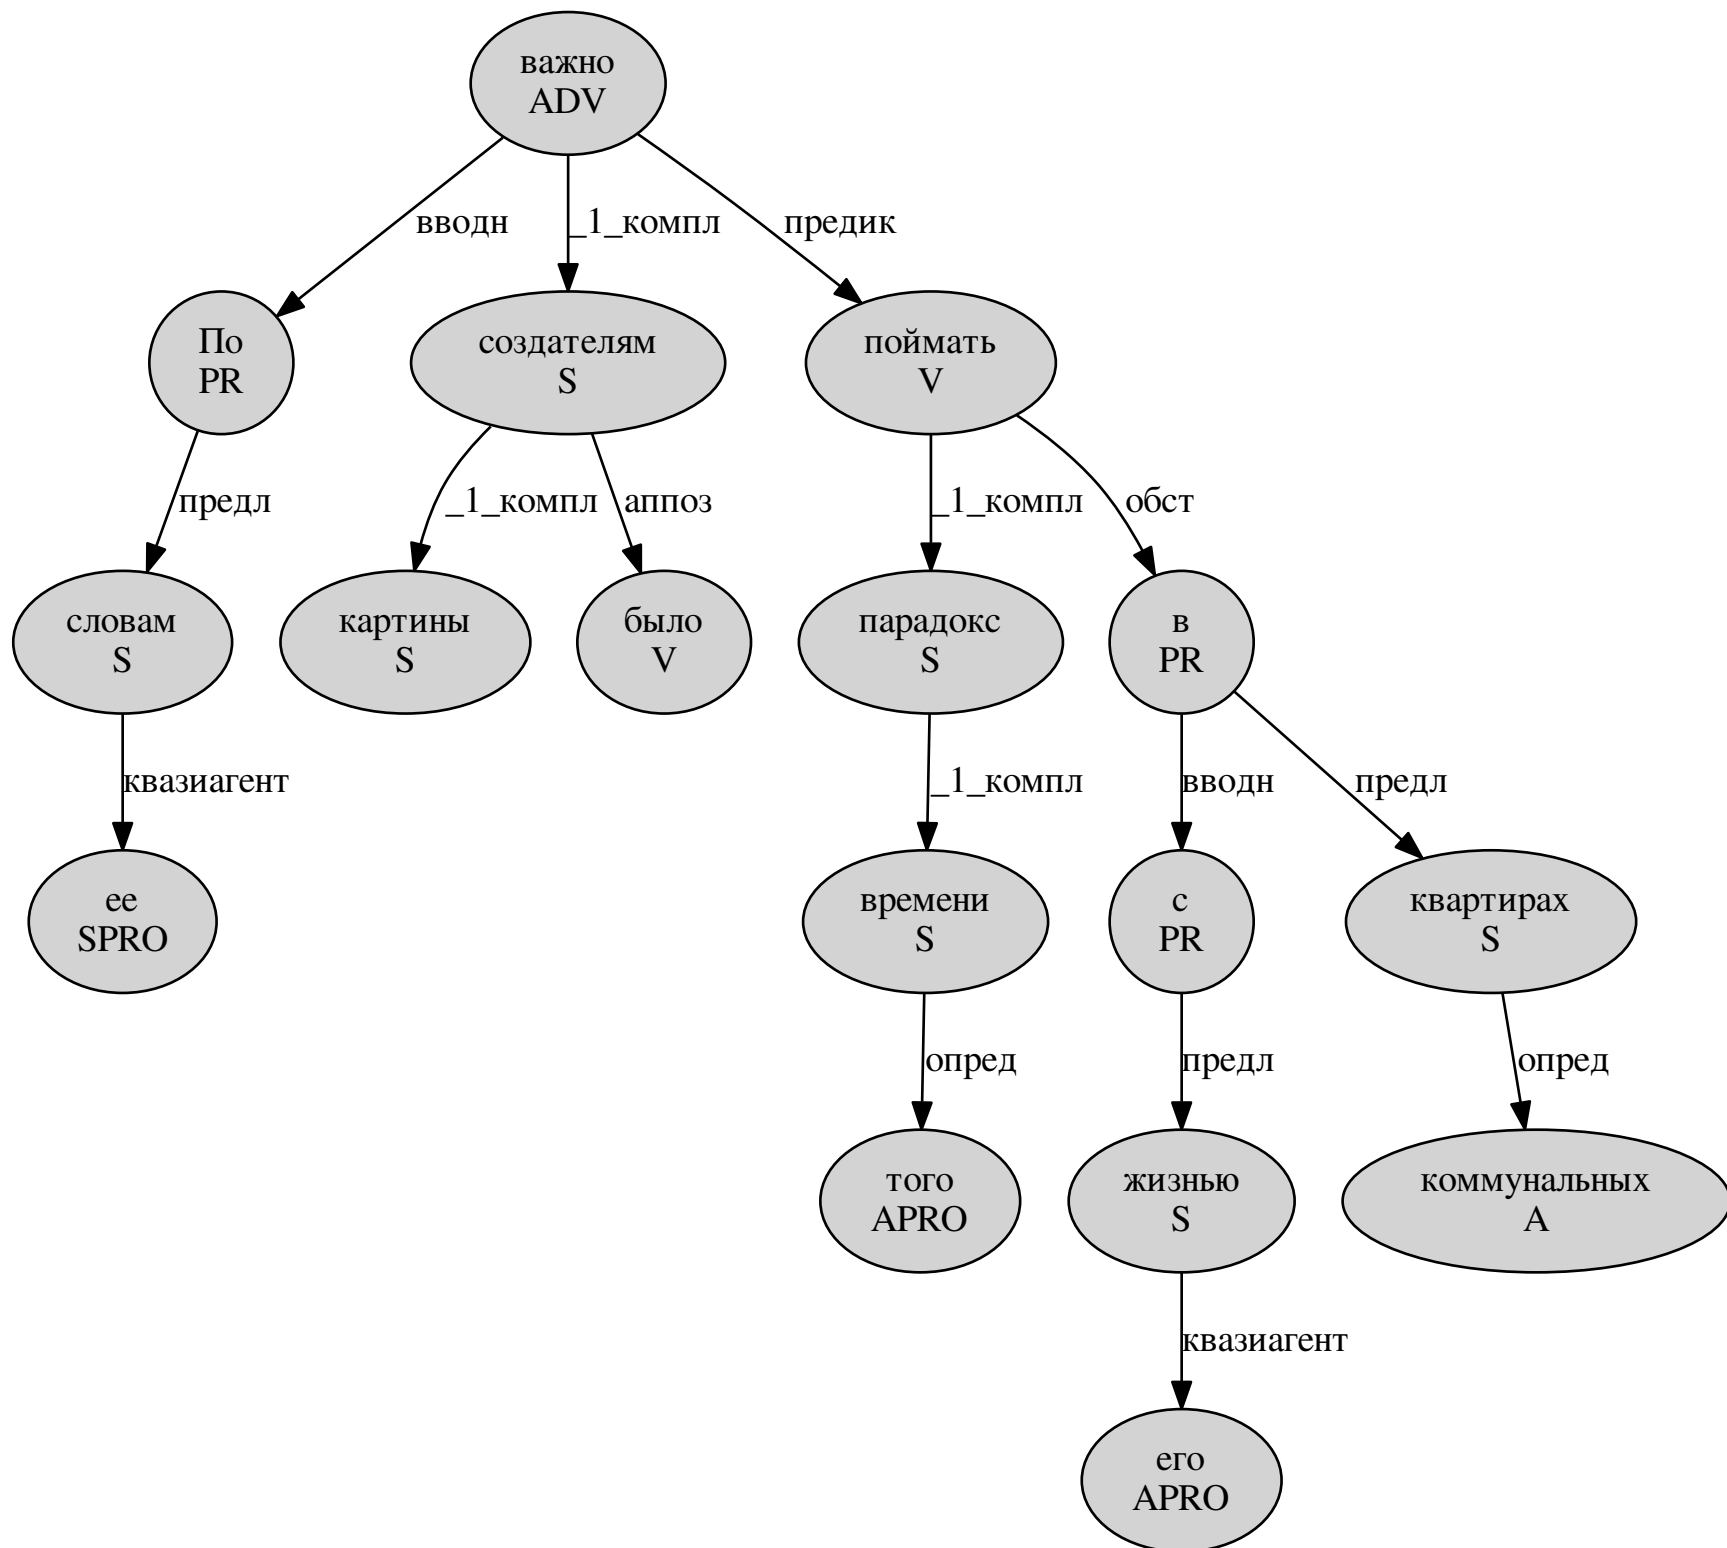 важно
ADV
вводн
_1_компл
предик
По
PR
создателям
S
поймать
V
предл
_1_компл
аппоз
_1_компл
обст
словам
S
картины
S
было
V
парадокс
S
в
PR
квазиагент
_1_компл
вводн
предл
ее
SPRO
времени
S
с
PR
квартирах
S
опред
предл
опред
того
APRO
жизнью
S
коммунальных
A
квазиагент
его
APRO